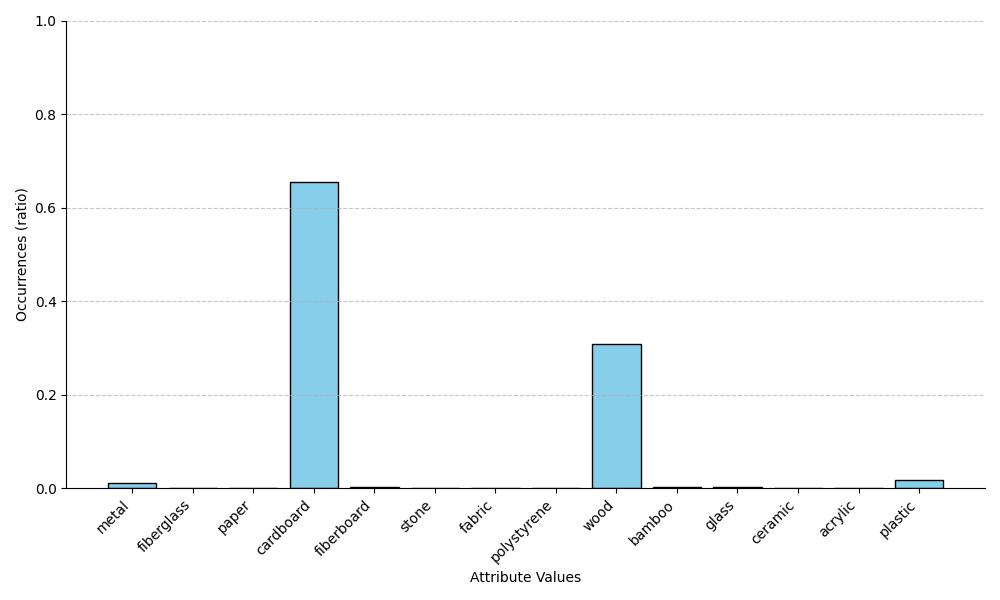 1.0
0.8
0.6
0.4
0.2
0.0
Occurrences (ratio)
metal
fiberglass
paper
cardboard
fiberboard
stone
fabric
polystyrene
wood
bamboo
glass
ceramic
acrylic
plastic
Attribute Values